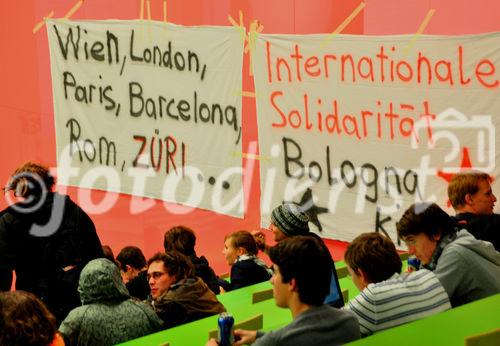 Wien, London,
Paris, Barcelona,
Rom, ZÜRI...
Internationale
Solidarität
Bologna
fotodienst